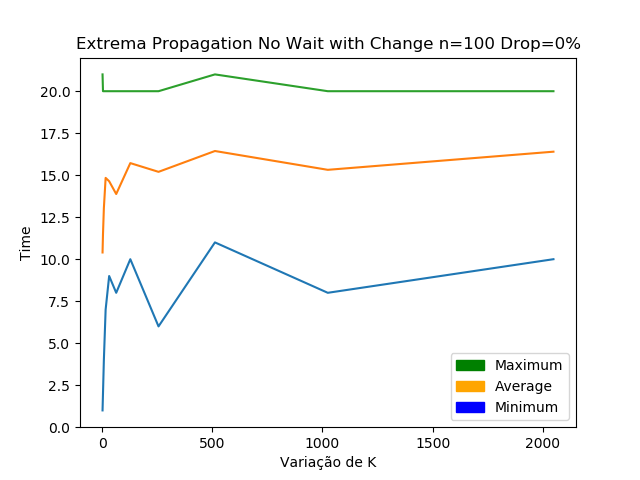 Extrema Propagation No Wait with Change n=100 Drop=0%
20.0
17.5
15.0
12.5
10.0
7.5
5.0
2.5
0.0
Time
Maximum
Average
Minimum
0
500
1000
1500
2000
Variação de K